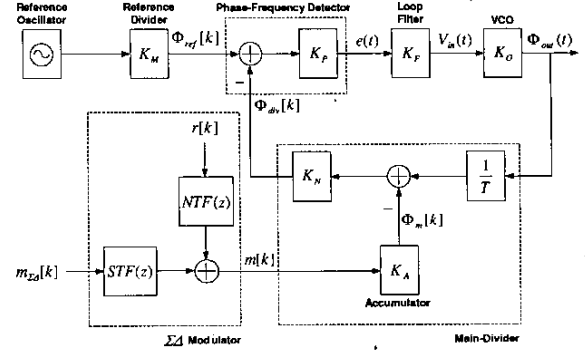 Reference
Oscillator
Reference
Divider
Phase-Frequency Detector
Loop
Filter
VCO
K_M
Φ_ref[k]
K_P
e(t)
K_F
V_in(t)
K_O
Φ_out(t)
−
Φ_div[k]
r[k]
NTF(z)
K_N
1
T
−
Φ_m[k]
m_ΣΔ[k]
STF(z)
m[k]
K_A
Accumulator
ΣΔ Modulator
Main-Divider